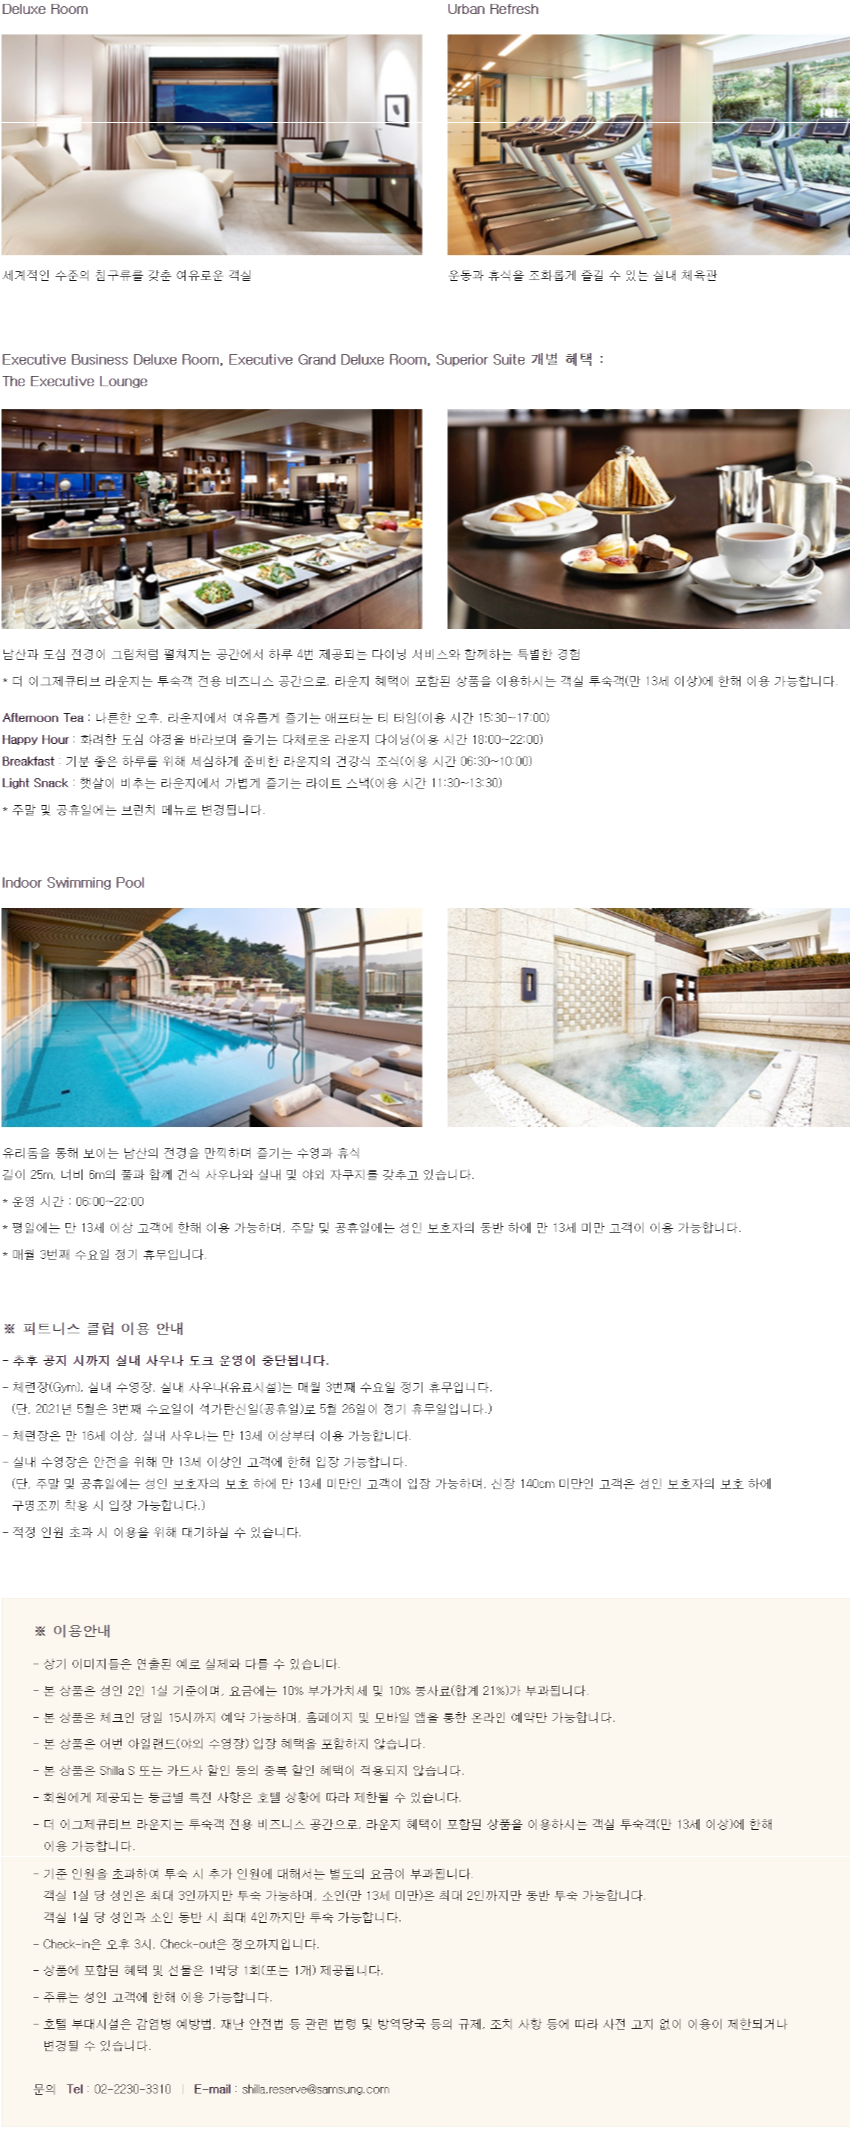 Deluxe Room
Urban Refresh
세계적인 수준의 침구류를 갖춘 여유로운 객실
운동과 휴식을 조화롭게 즐길 수 있는 실내 체육관
Executive Business Deluxe Room, Executive Grand Deluxe Room, Superior Suite 개별 혜택 :
The Executive Lounge
남산과 도심 전경이 그림처럼 펼쳐지는 공간에서 하루 4번 제공되는 다이닝 서비스와 함께하는 특별한 경험
* 더 이그제큐티브 라운지는 투숙객 전용 비즈니스 공간으로, 라운지 혜택이 포함된 상품을 이용하시는 객실 투숙객(만 13세 이상)에 한해 이용 가능합니다.
Afternoon Tea : 나른한 오후, 라운지에서 여유롭게 즐기는 애프터눈 티 타임(이용 시간 15:30~17:00)
Happy Hour : 화려한 도심 야경을 바라보며 즐기는 다채로운 라운지 다이닝(이용 시간 18:00~22:00)
Breakfast : 기분 좋은 하루를 위해 세심하게 준비한 라운지의 건강식 조식(이용 시간 06:30~10:00)
Light Snack : 햇살이 비추는 라운지에서 가볍게 즐기는 라이트 스낵(이용 시간 11:30~13:30)
* 주말 및 공휴일에는 브런치 메뉴로 변경됩니다.
Indoor Swimming Pool
유리돔을 통해 보이는 남산의 전경을 만끽하며 즐기는 수영과 휴식
길이 25m, 너비 6m의 풀과 함께 건식 사우나와 실내 및 야외 자쿠지를 갖추고 있습니다.
* 운영 시간 : 06:00~22:00
* 평일에는 만 13세 이상 고객에 한해 이용 가능하며, 주말 및 공휴일에는 성인 보호자의 동반 하에 만 13세 미만 고객이 이용 가능합니다.
* 매월 3번째 수요일 정기 휴무입니다.
※ 피트니스 클럽 이용 안내
- 추후 공지 시까지 실내 사우나 도크 운영이 중단됩니다.
- 체련장(Gym), 실내 수영장, 실내 사우나(유료시설)는 매월 3번째 수요일 정기 휴무입니다.
(단, 2021년 5월은 3번째 수요일이 석가탄신일(공휴일)로 5월 26일이 정기 휴무일입니다.)
- 체련장은 만 16세 이상, 실내 사우나는 만 13세 이상부터 이용 가능합니다.
- 실내 수영장은 안전을 위해 만 13세 이상인 고객에 한해 입장 가능합니다.
(단, 주말 및 공휴일에는 성인 보호자의 보호 하에 만 13세 미만인 고객이 입장 가능하며, 신장 140cm 미만인 고객은 성인 보호자의 보호 하에
구명조끼 착용 시 입장 가능합니다.)
- 적정 인원 초과 시 이용을 위해 대기하실 수 있습니다.
※ 이용안내
- 상기 이미지들은 연출된 예로 실제와 다를 수 있습니다.
- 본 상품은 성인 2인 1실 기준이며, 요금에는 10% 부가가치세 및 10% 봉사료(합계 21%)가 부과됩니다.
- 본 상품은 체크인 당일 15시까지 예약 가능하며, 홈페이지 및 모바일 앱을 통한 온라인 예약만 가능합니다.
- 본 상품은 어번 아일랜드(야외 수영장) 입장 혜택을 포함하지 않습니다.
- 본 상품은 Shilla S 또는 카드사 할인 등의 중복 할인 혜택이 적용되지 않습니다.
- 회원에게 제공되는 등급별 특전 사항은 호텔 상황에 따라 제한될 수 있습니다.
- 더 이그제큐티브 라운지는 투숙객 전용 비즈니스 공간으로, 라운지 혜택이 포함된 상품을 이용하시는 객실 투숙객(만 13세 이상)에 한해
이용 가능합니다.
- 기준 인원을 초과하여 투숙 시 추가 인원에 대해서는 별도의 요금이 부과됩니다.
객실 1실 당 성인은 최대 3인까지만 투숙 가능하며, 소인(만 13세 미만)은 최대 2인까지만 동반 투숙 가능합니다.
객실 1실 당 성인과 소인 동반 시 최대 4인까지만 투숙 가능합니다.
- Check-in은 오후 3시, Check-out은 정오까지입니다.
- 상품에 포함된 혜택 및 선물은 1박당 1회(또는 1개) 제공됩니다.
- 주류는 성인 고객에 한해 이용 가능합니다.
- 호텔 부대시설은 감염병 예방법, 재난 안전법 등 관련 법령 및 방역당국 등의 규제, 조치 사항 등에 따라 사전 고지 없이 이용이 제한되거나
변경될 수 있습니다.
문의 Tel : 02-2230-3310 | E-mail : shilla.reserve@samsung.com